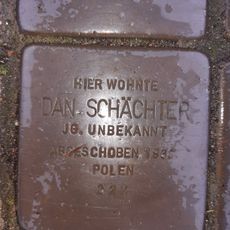 HIER WOHNTE
DAN. SCHÄCHTER
JG. UNBEKANNT
ABGESCHOBEN
POLEN
? ? ?